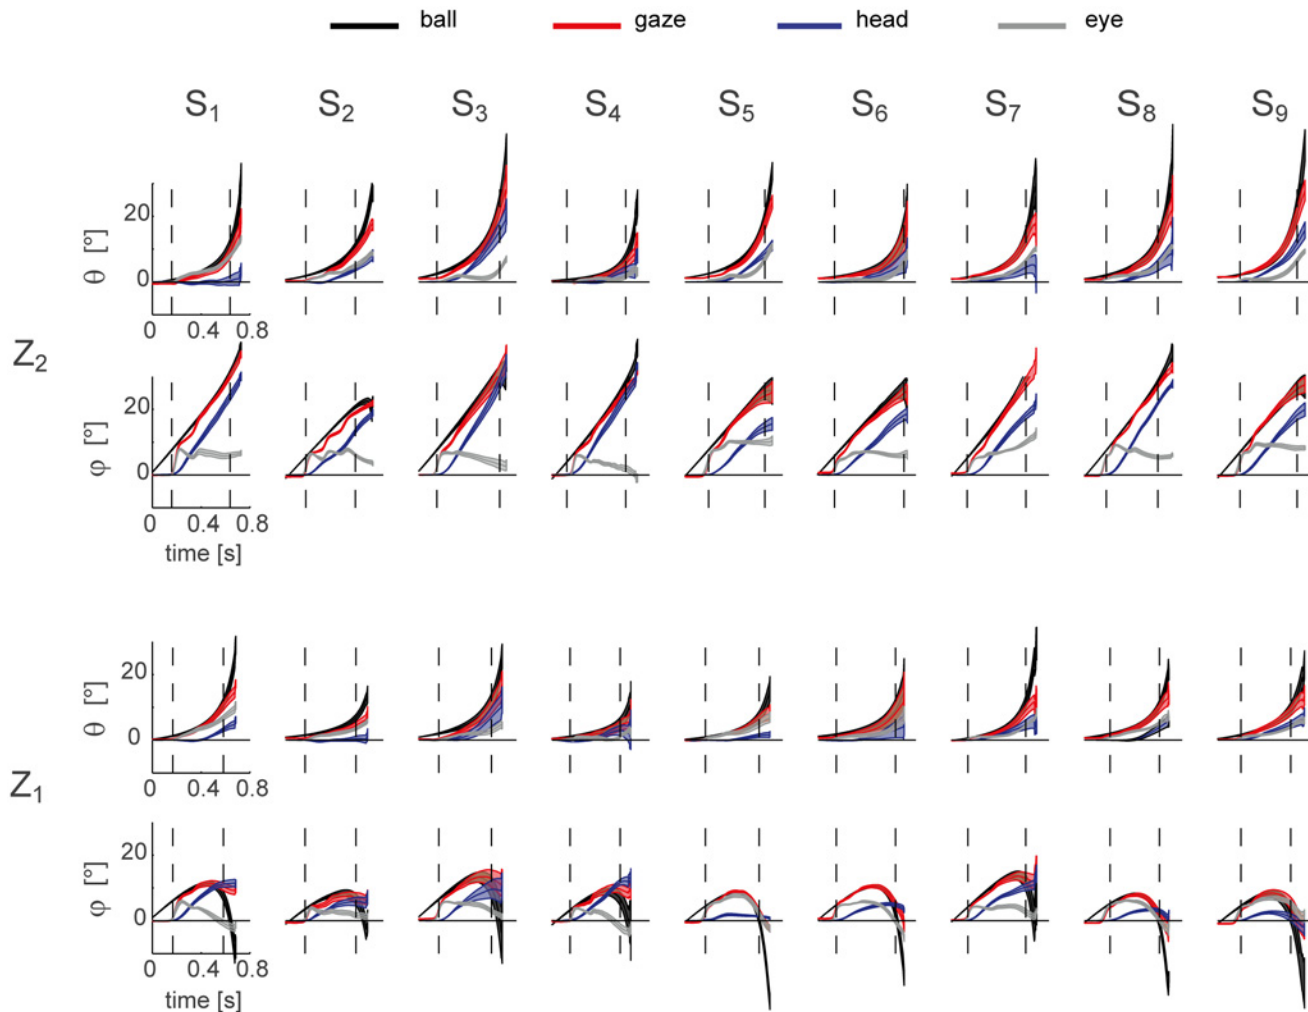 ball gaze head eye
S₁ S₂ S₃ S₄ S₅ S₆ S₇ S₈ S₉
Z₂
θ [°]
20
0
0 0.4 0.8
φ [°]
20
0
0 0.4 0.8
time [s]
Z₁
θ [°]
20
0
0 0.4 0.8
φ [°]
20
0
0 0.4 0.8
time [s]